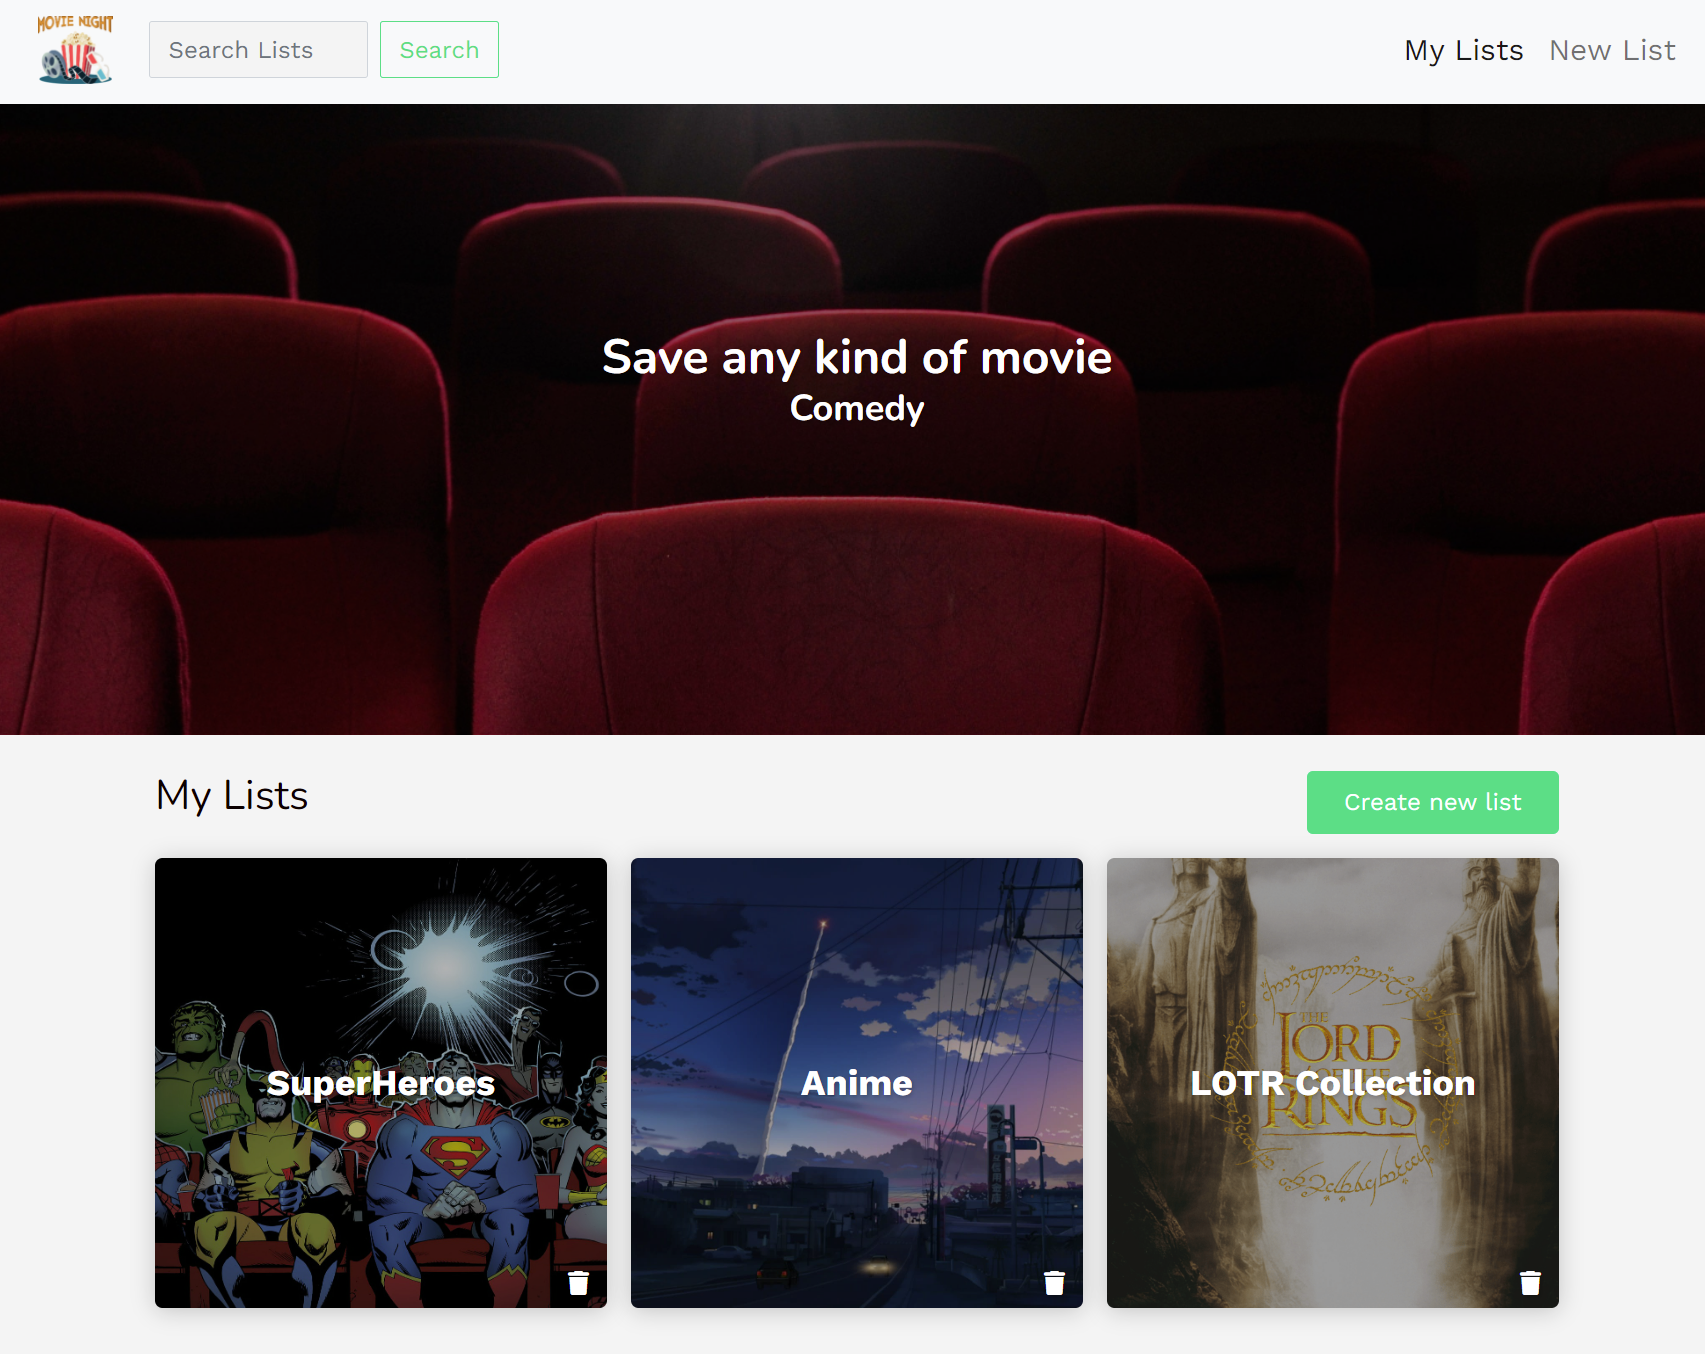 MOVIE NIGHT
Search Lists
Search
My Lists
New List
Save any kind of movie
Comedy
My Lists
Create new list
SuperHeroes
Anime
LOTR Collection
THE
LORD
OF THE
RINGS